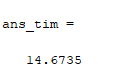 ans_tim =
14.6735